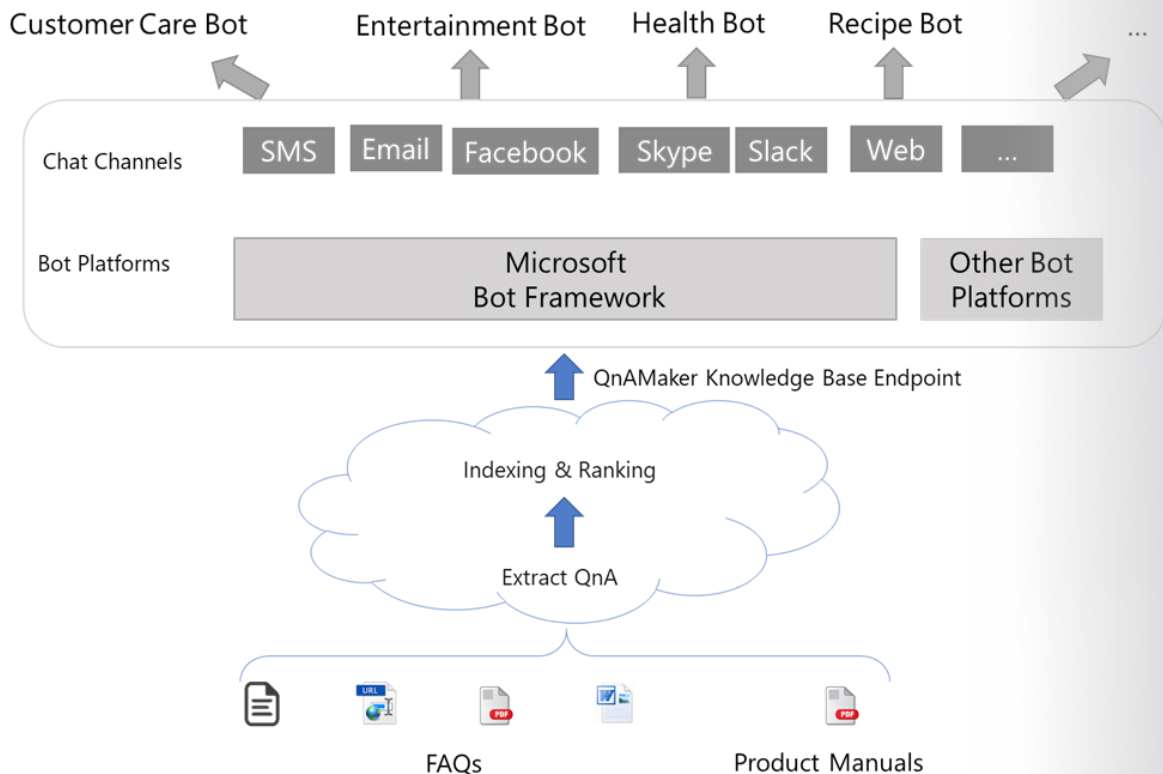 Customer Care Bot
Entertainment Bot
Health Bot
Recipe Bot
...
Chat Channels
SMS
Email
Facebook
Skype
Slack
Web
...
Bot Platforms
Microsoft
Bot Framework
Other Bot
Platforms
QnAMaker Knowledge Base Endpoint
Indexing & Ranking
Extract QnA
URL
PDF
W
PDF
FAQs
Product Manuals